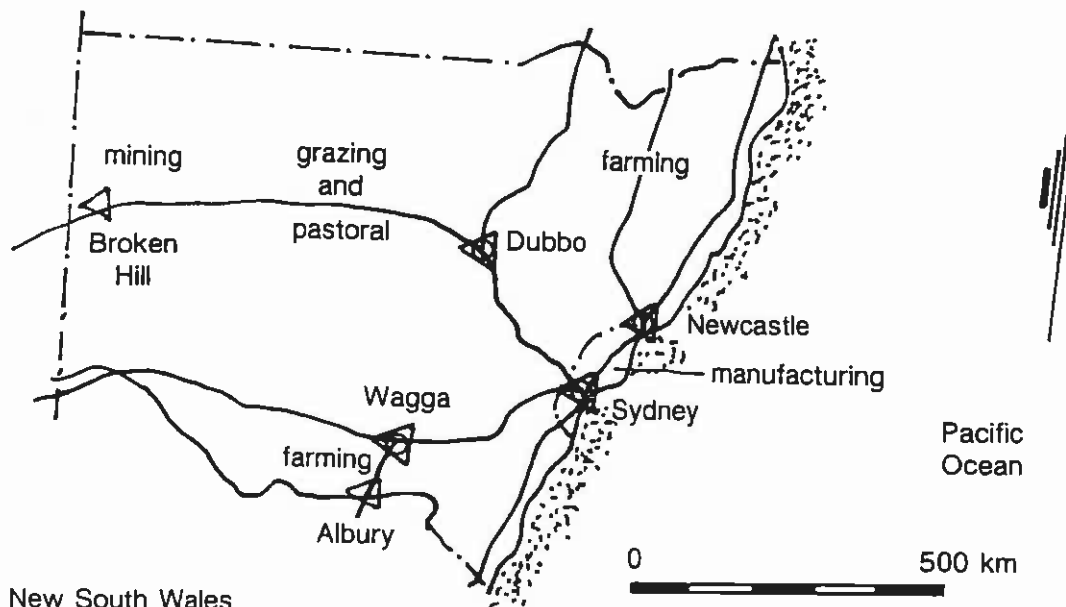 mining
grazing
and
pastoral
farming
Broken
Hill
Dubbo
Newcastle
manufacturing
Sydney
Wagga
farming
Albury
Pacific
Ocean
0 500 km
New South Wales